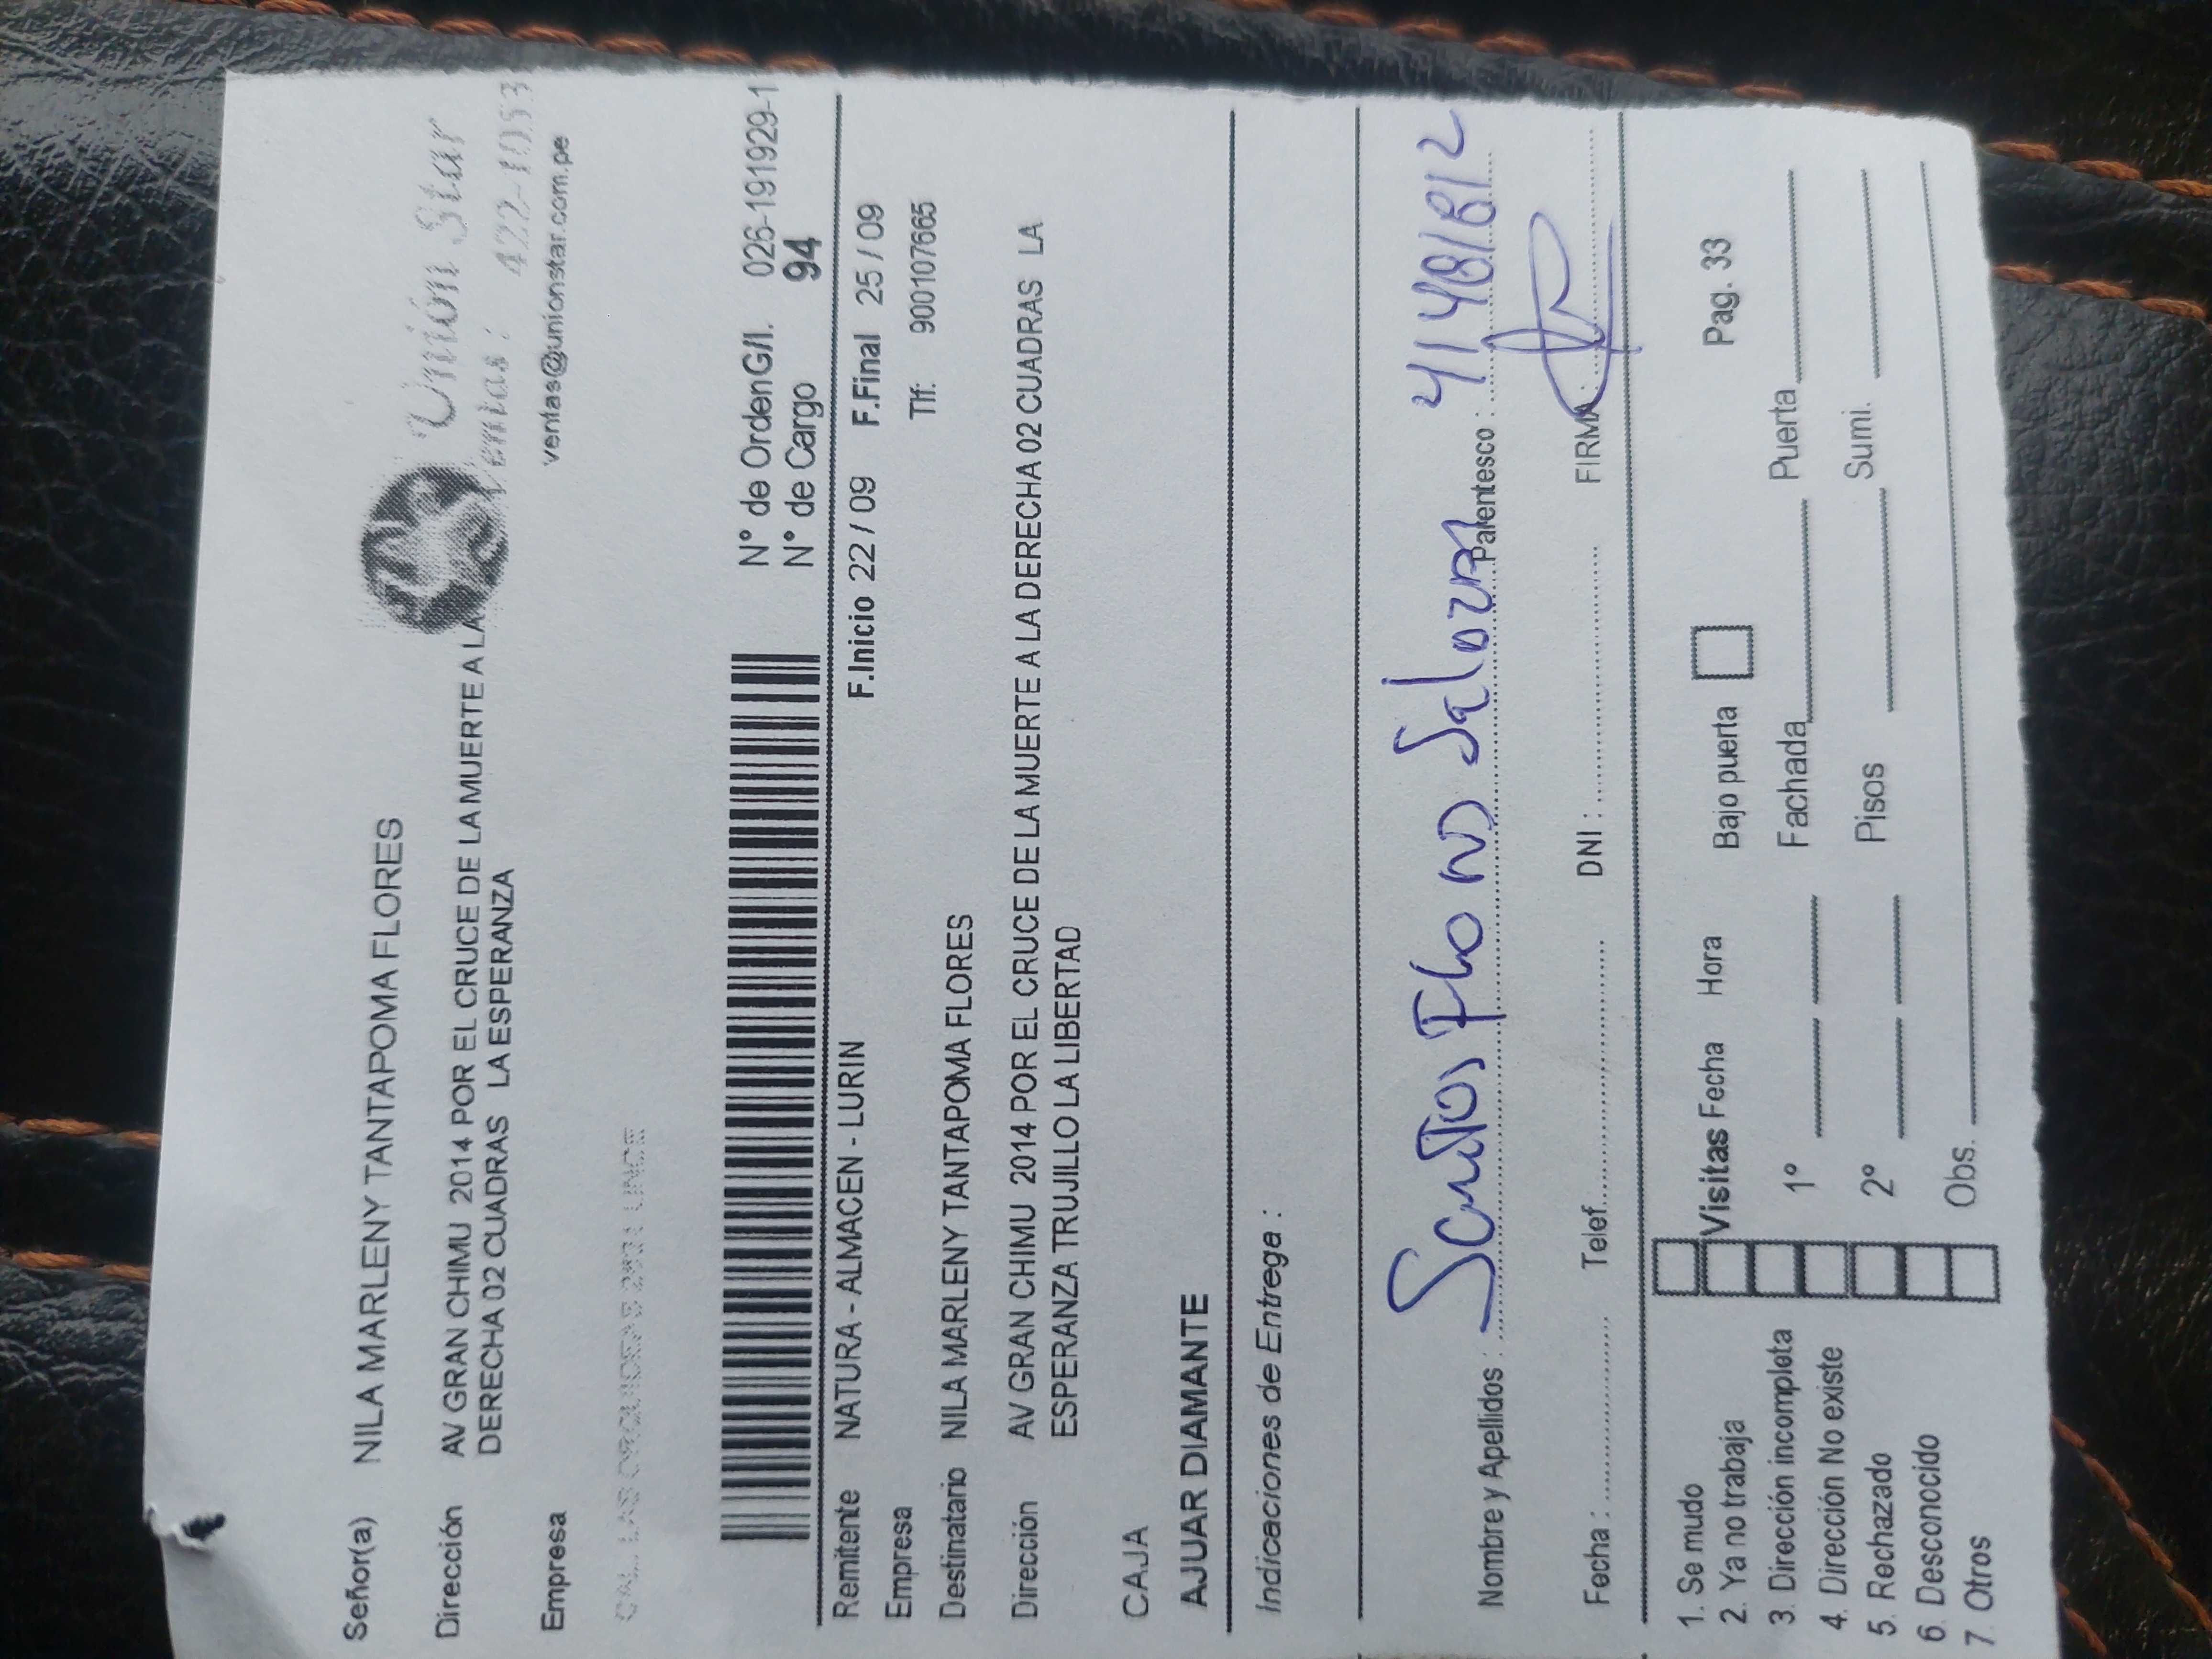 Señor(a) NILA MARLENY TANTAPOMA FLORES
Unión Star
Dirección AV GRAN CHIMU 2014 POR EL CRUCE DE LA MUERTE A LA
DERECHA 02 CUADRAS LA ESPERANZA
entas : 422-1053
Empresa
ventas@unionstar.com.pe
N° de OrdenG/I. 026-191929-1
N° de Cargo 94
Remitente NATURA - ALMACEN - LURIN
F.Inicio 22 / 09 F.Final 25 / 09
Empresa
Tlf: 900107665
Destinatario NILA MARLENY TANTAPOMA FLORES
Dirección AV GRAN CHIMU 2014 POR EL CRUCE DE LA MUERTE A LA DERECHA 02 CUADRAS LA
ESPERANZA TRUJILLO LA LIBERTAD
CAJA
AJUAR DIAMANTE
Indicaciones de Entrega :
Nombre y Apellidos : Santos Parentesco :
Fecha : Telef. DNI : FIRMA :
1. Se mudo
2. Ya no trabaja
3. Dirección incompleta
4. Dirección No existe
5. Rechazado
6. Desconocido
7. Otros
Visitas Fecha Hora Bajo puerta Pag. 33
1° Fachada Puerta
2° Pisos Sumi.
Obs.